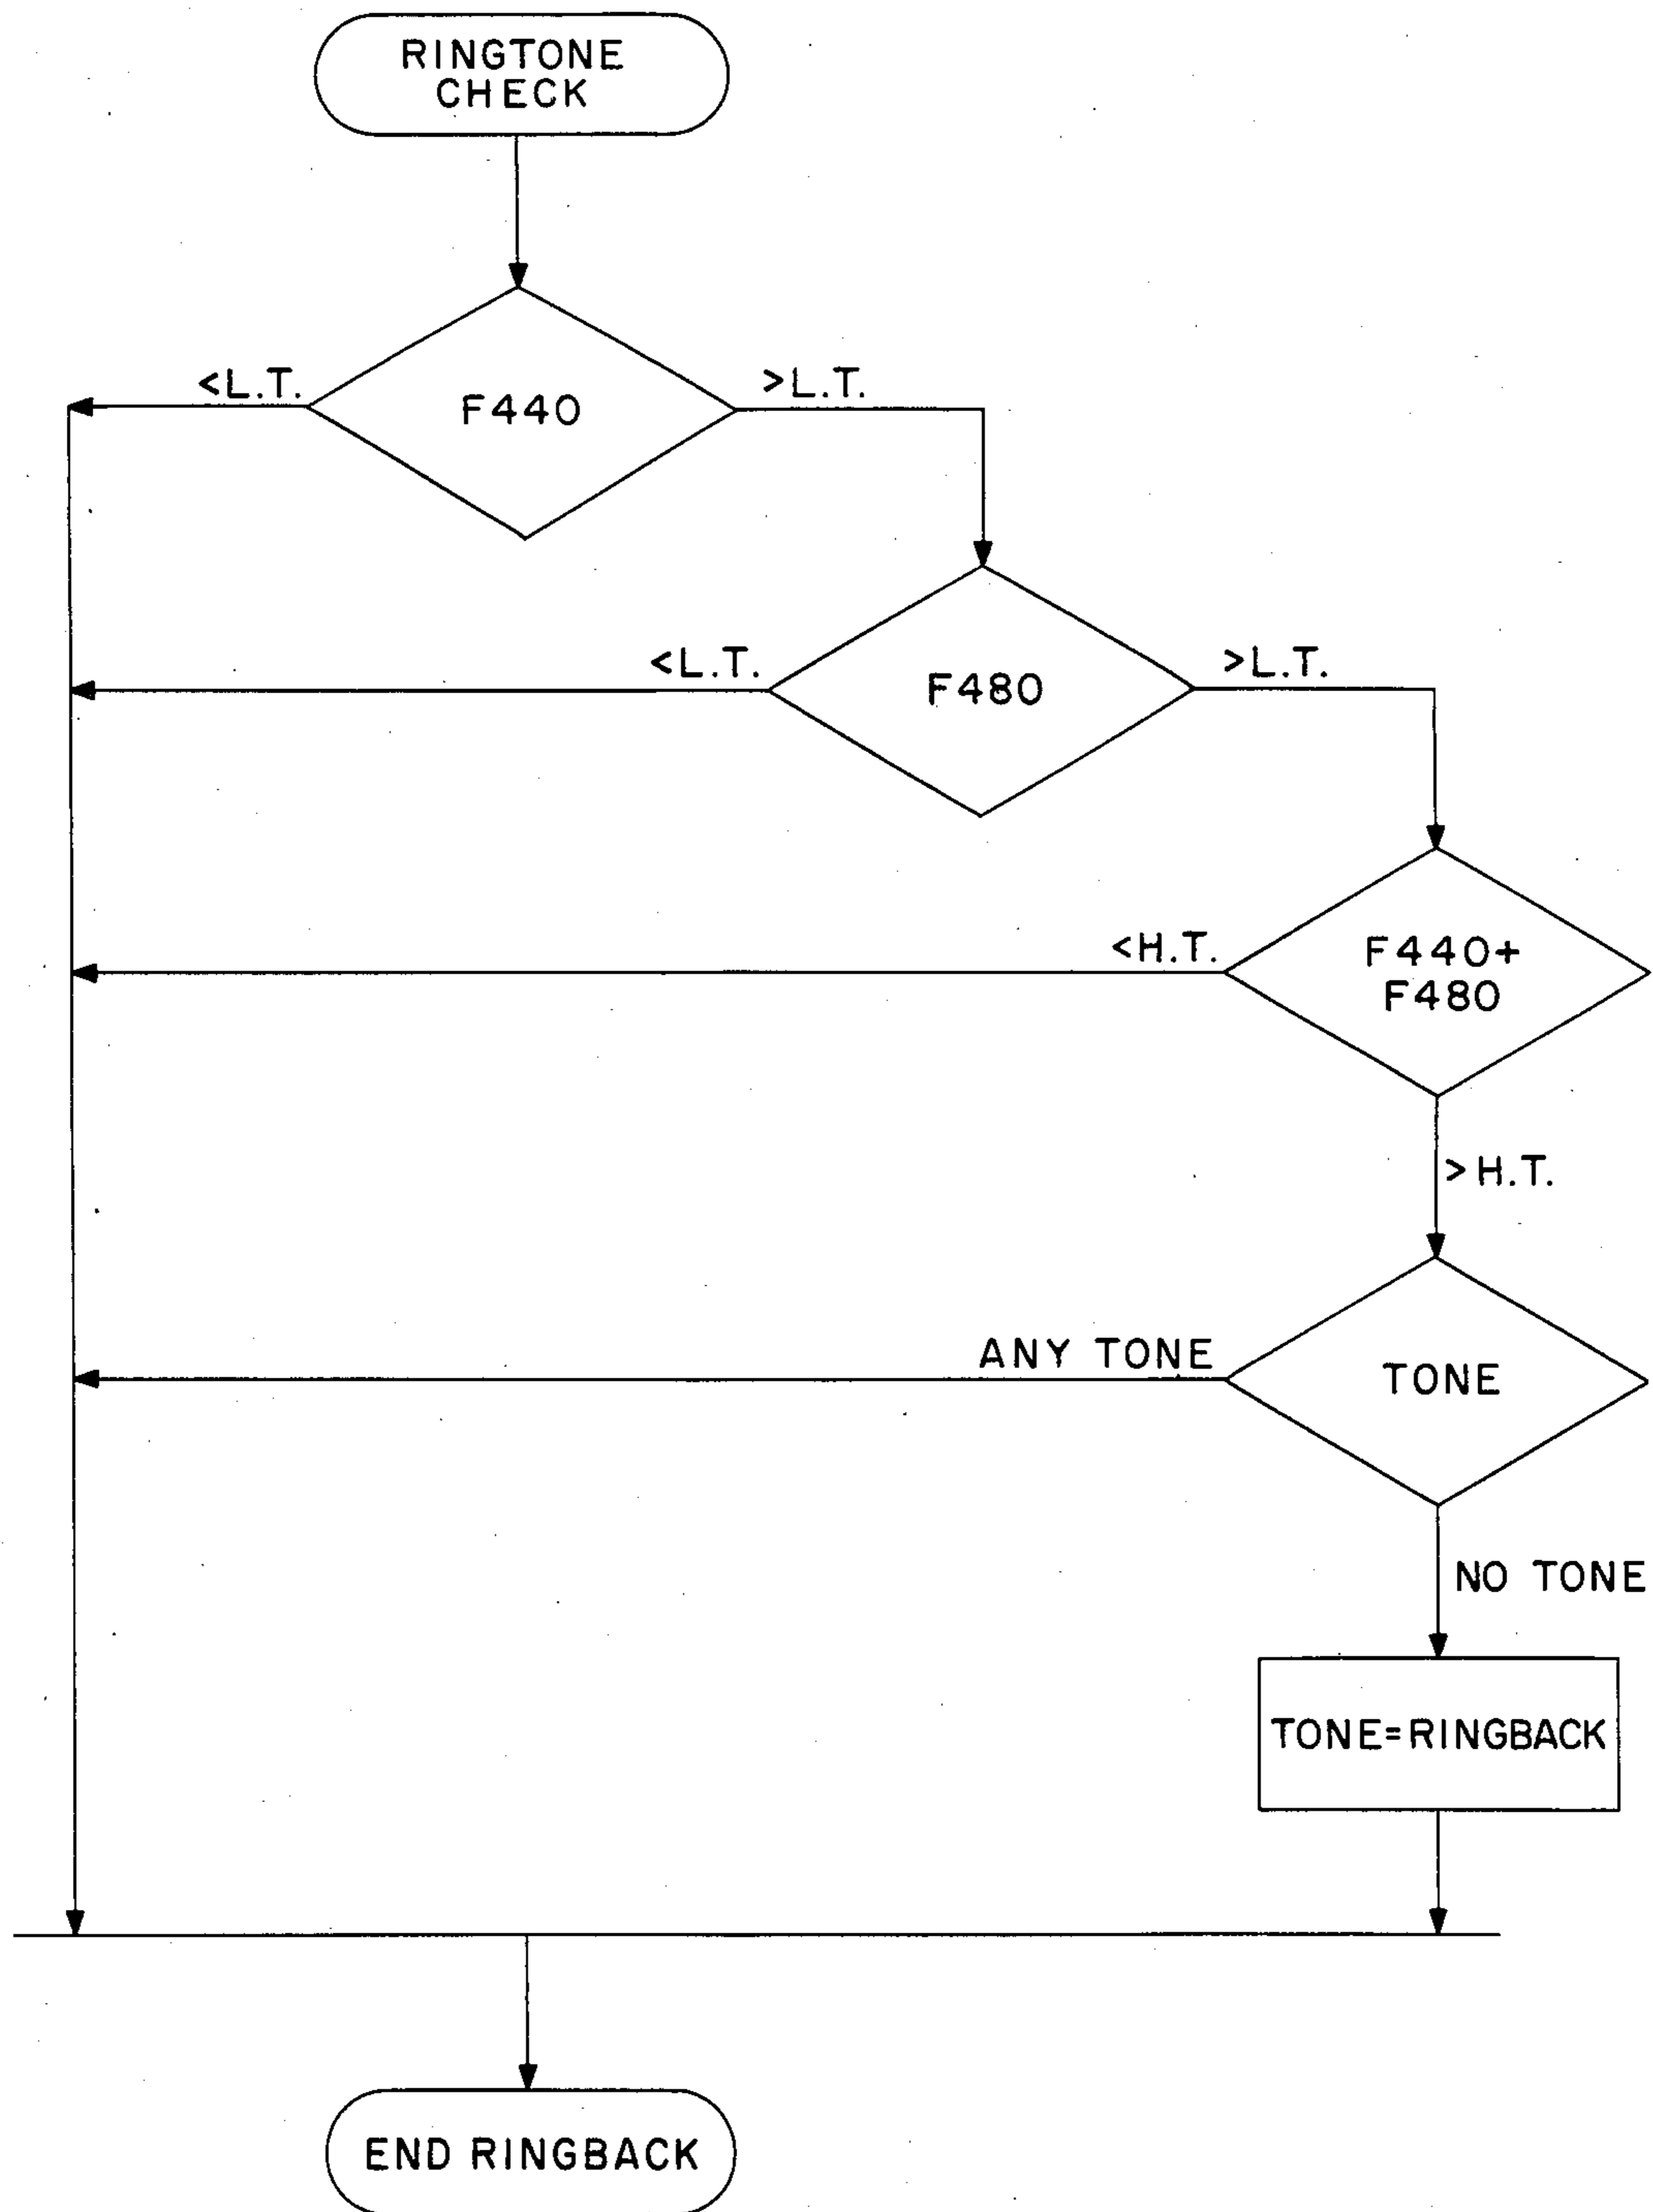 RINGTONE
CHECK
<L.T.
F440
>L.T.
<L.T.
F480
>L.T.
<H.T.
F440+
F480
>H.T.
ANY TONE
TONE
NO TONE
TONE=RINGBACK
END RINGBACK